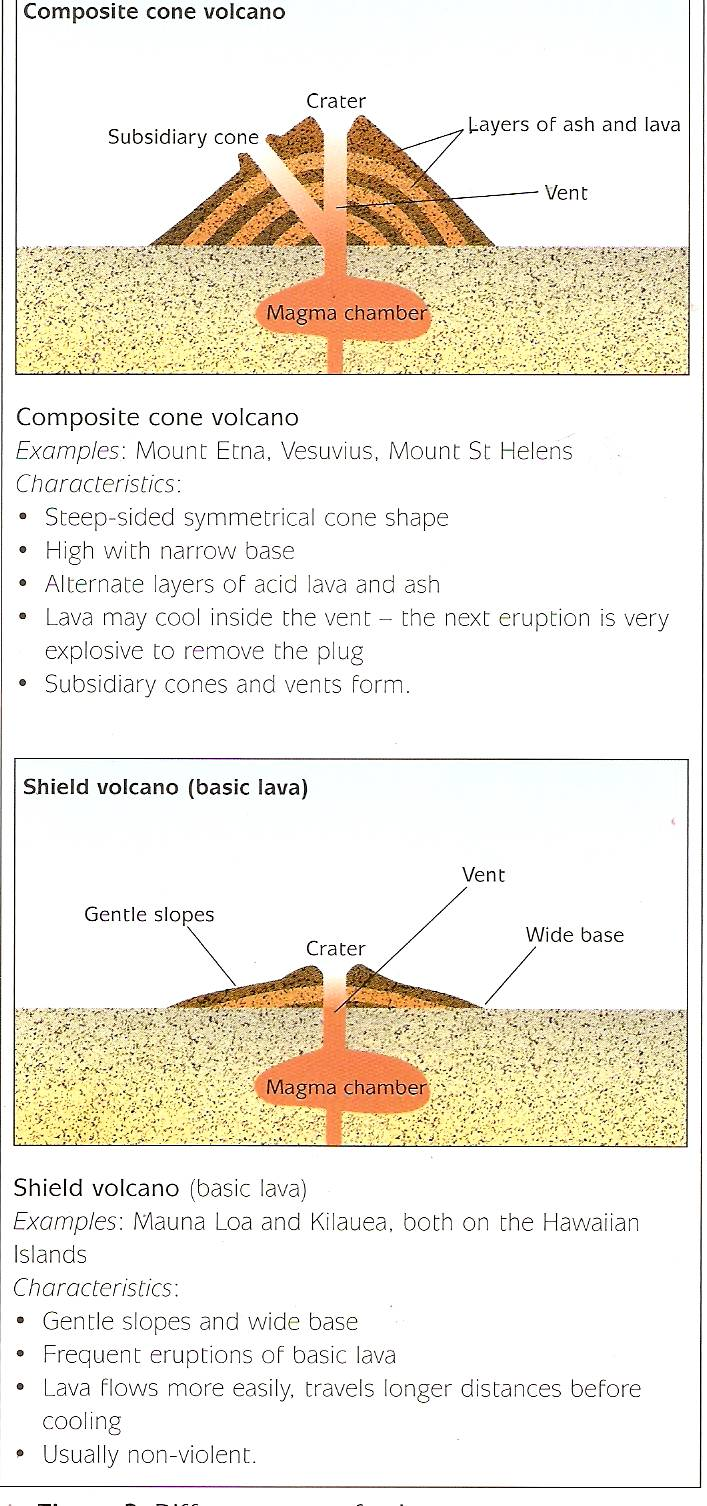 Composite cone volcano
Crater
Subsidiary cone
Layers of ash and lava
Vent
Magma chamber
Composite cone volcano
Examples: Mount Etna, Vesuvius, Mount St Helens
Characteristics:
• Steep-sided symmetrical cone shape
• High with narrow base
• Alternate layers of acid lava and ash
• Lava may cool inside the vent – the next eruption is very
explosive to remove the plug
• Subsidiary cones and vents form.
Shield volcano (basic lava)
Vent
Gentle slopes
Wide base
Crater
Magma chamber
Shield volcano (basic lava)
Examples: Mauna Loa and Kilauea, both on the Hawaiian
Islands
Characteristics:
• Gentle slopes and wide base
• Frequent eruptions of basic lava
• Lava flows more easily, travels longer distances before
cooling
• Usually non-violent.